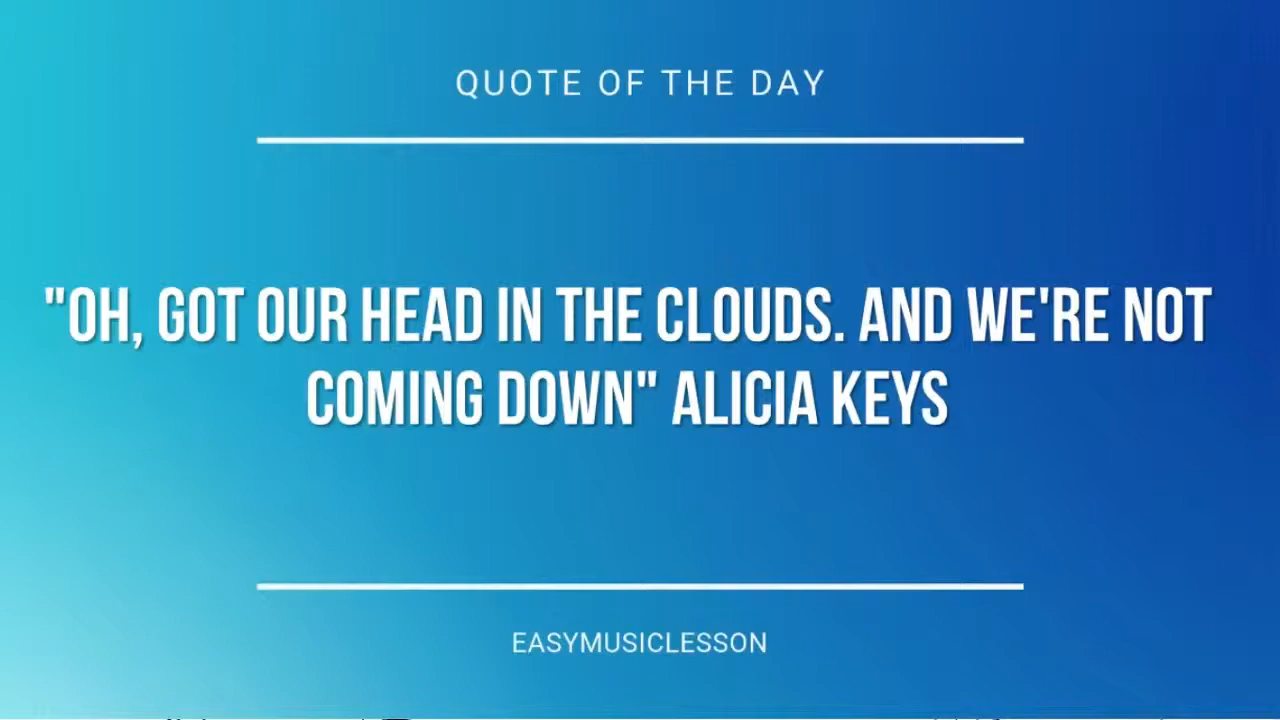 QUOTE OF THE DAY
"OH, GOT OUR HEAD IN THE CLOUDS. AND WE'RE NOT
COMING DOWN" ALICIA KEYS
EASYMUSICLESSON